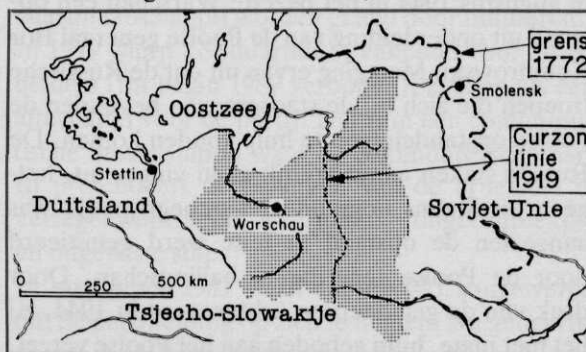 grens
1772
Smolensk
Oostzee
Curzon
linie
1919
Stettin
Duitsland
Warschau
Sovjet-Unie
0 250 500 km
Tsjecho-Slowakije